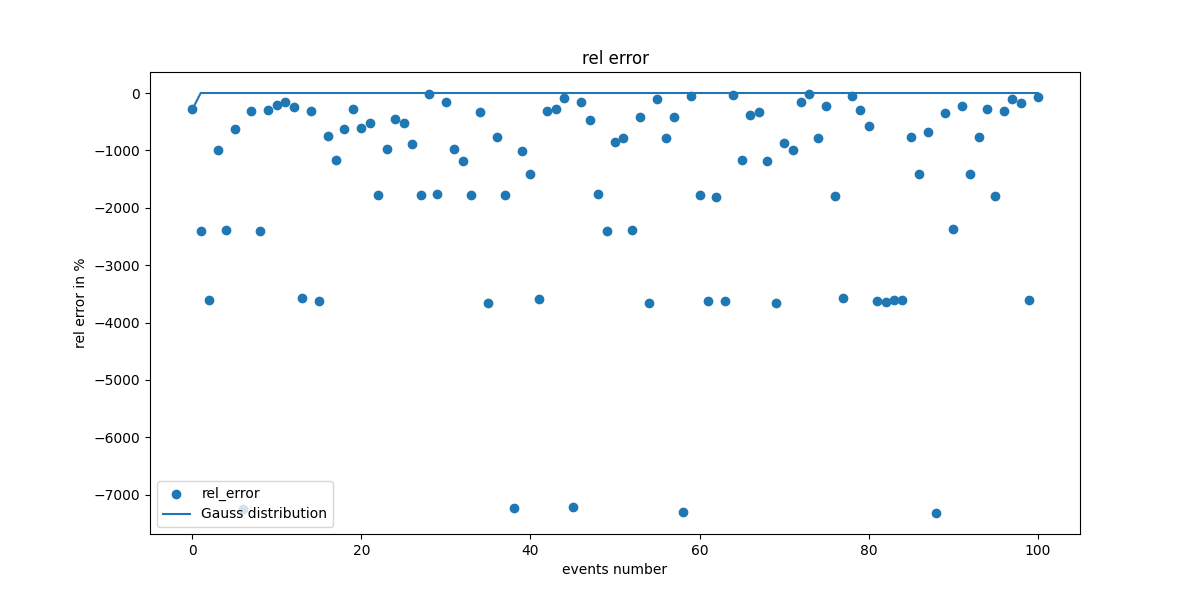 rel error
rel error in %
0
−1000
−2000
−3000
−4000
−5000
−6000
−7000
rel_error
Gauss distribution
0 20 40 60 80 100
events number